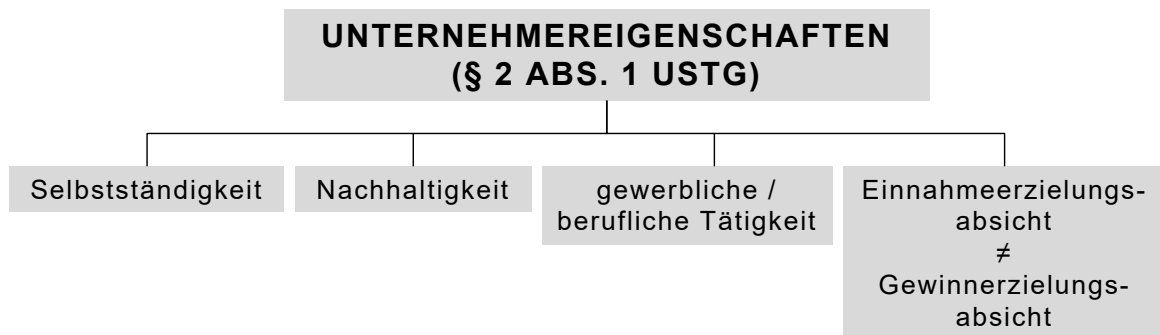 UNTERNEHMEREIGENSCHAFTEN
(§ 2 ABS. 1 USTG)
Selbstständigkeit
Nachhaltigkeit
gewerbliche /
berufliche Tätigkeit
Einnahmeerzielungs-
absicht
≠
Gewinnerzielungs-
absicht